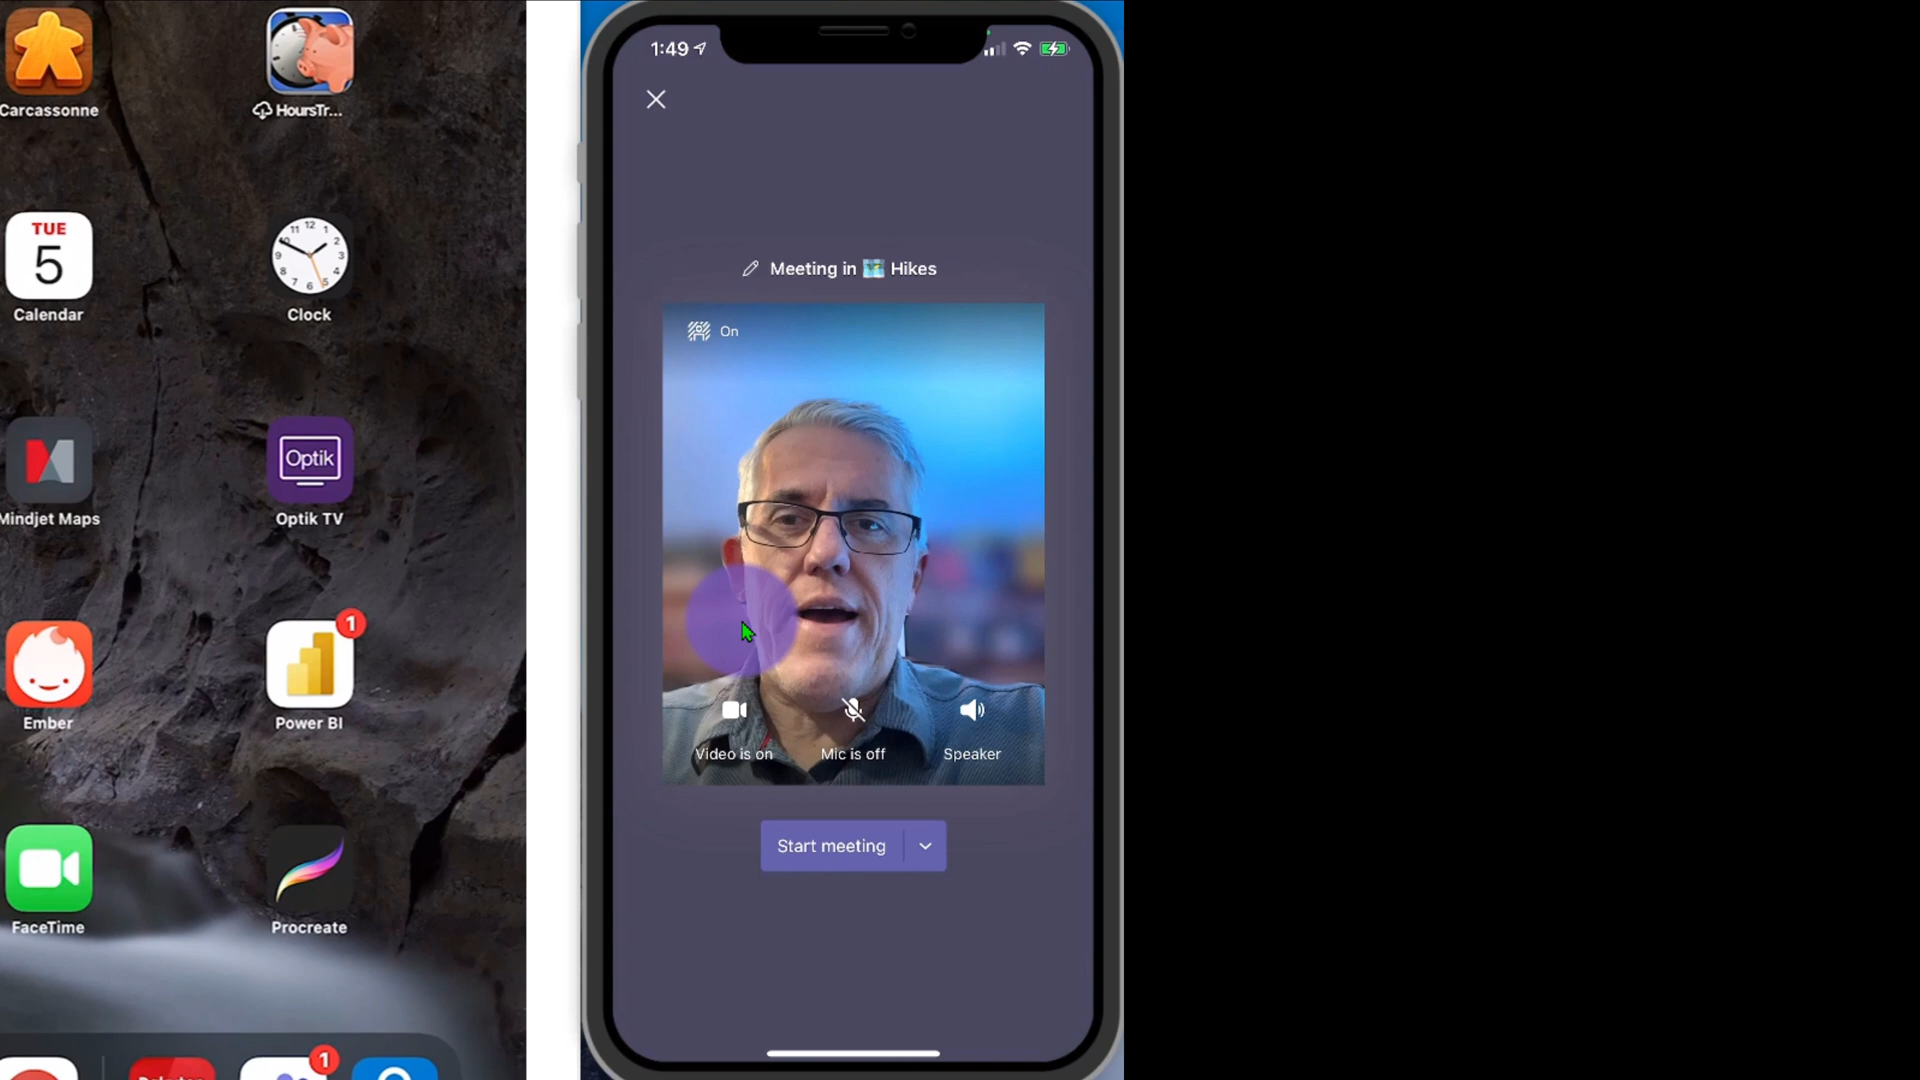 Carcassonne
HoursTr...
TUE
5
Calendar
Clock
Mindjet Maps
Optik
Optik TV
1
Ember
Power BI
FaceTime
Procreate
1
1:49
Meeting in Hikes
On
Video is on
Mic is off
Speaker
Start meeting